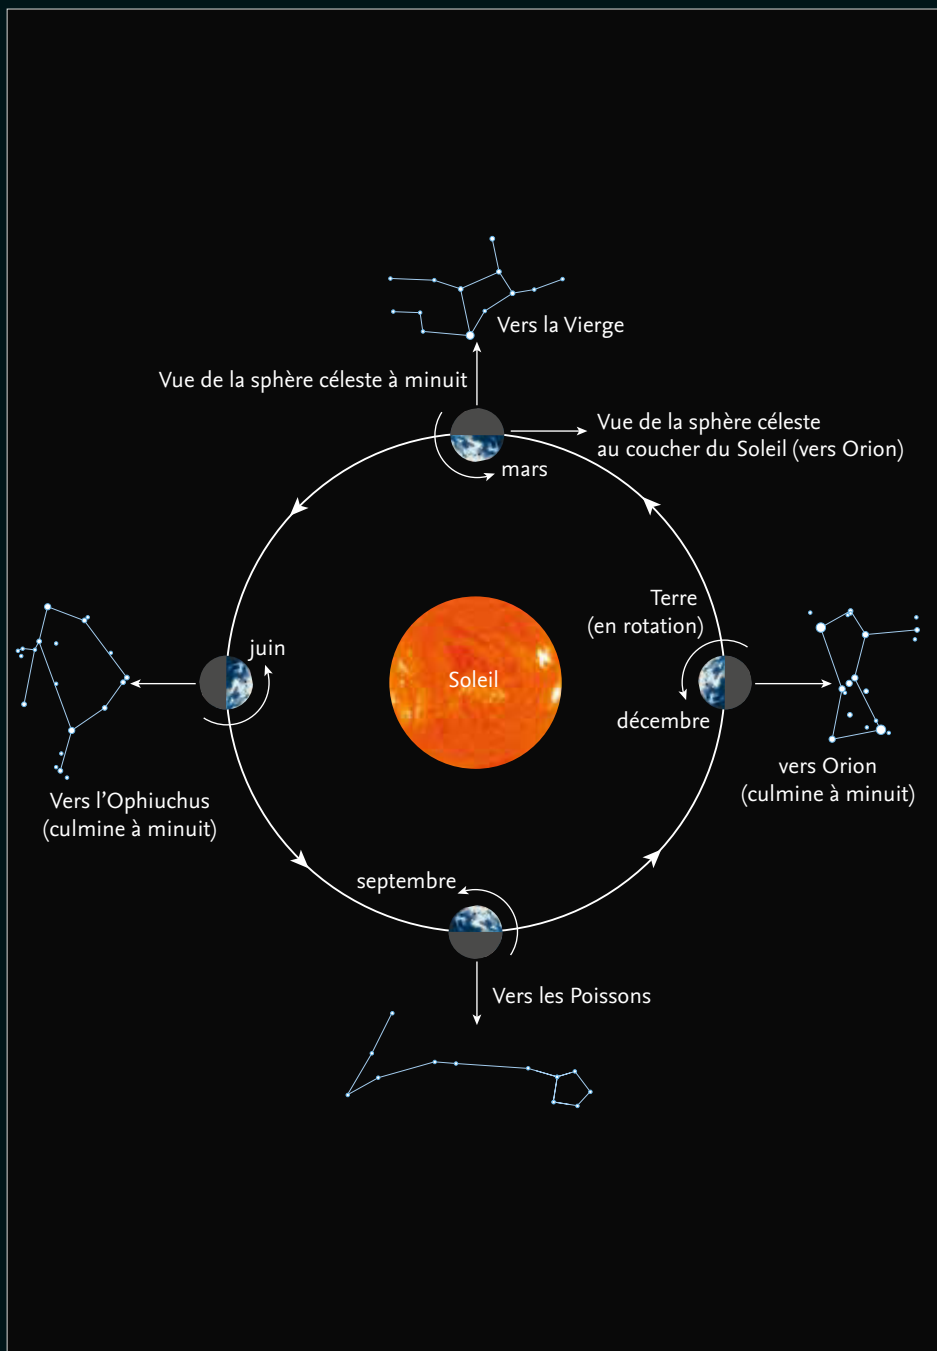 Vers la Vierge
Vue de la sphère céleste à minuit
Vue de la sphère céleste
au coucher du Soleil (vers Orion)
mars
Terre
(en rotation)
juin
Soleil
décembre
vers Orion
(culmine à minuit)
Vers l'Ophiuchus
(culmine à minuit)
septembre
Vers les Poissons